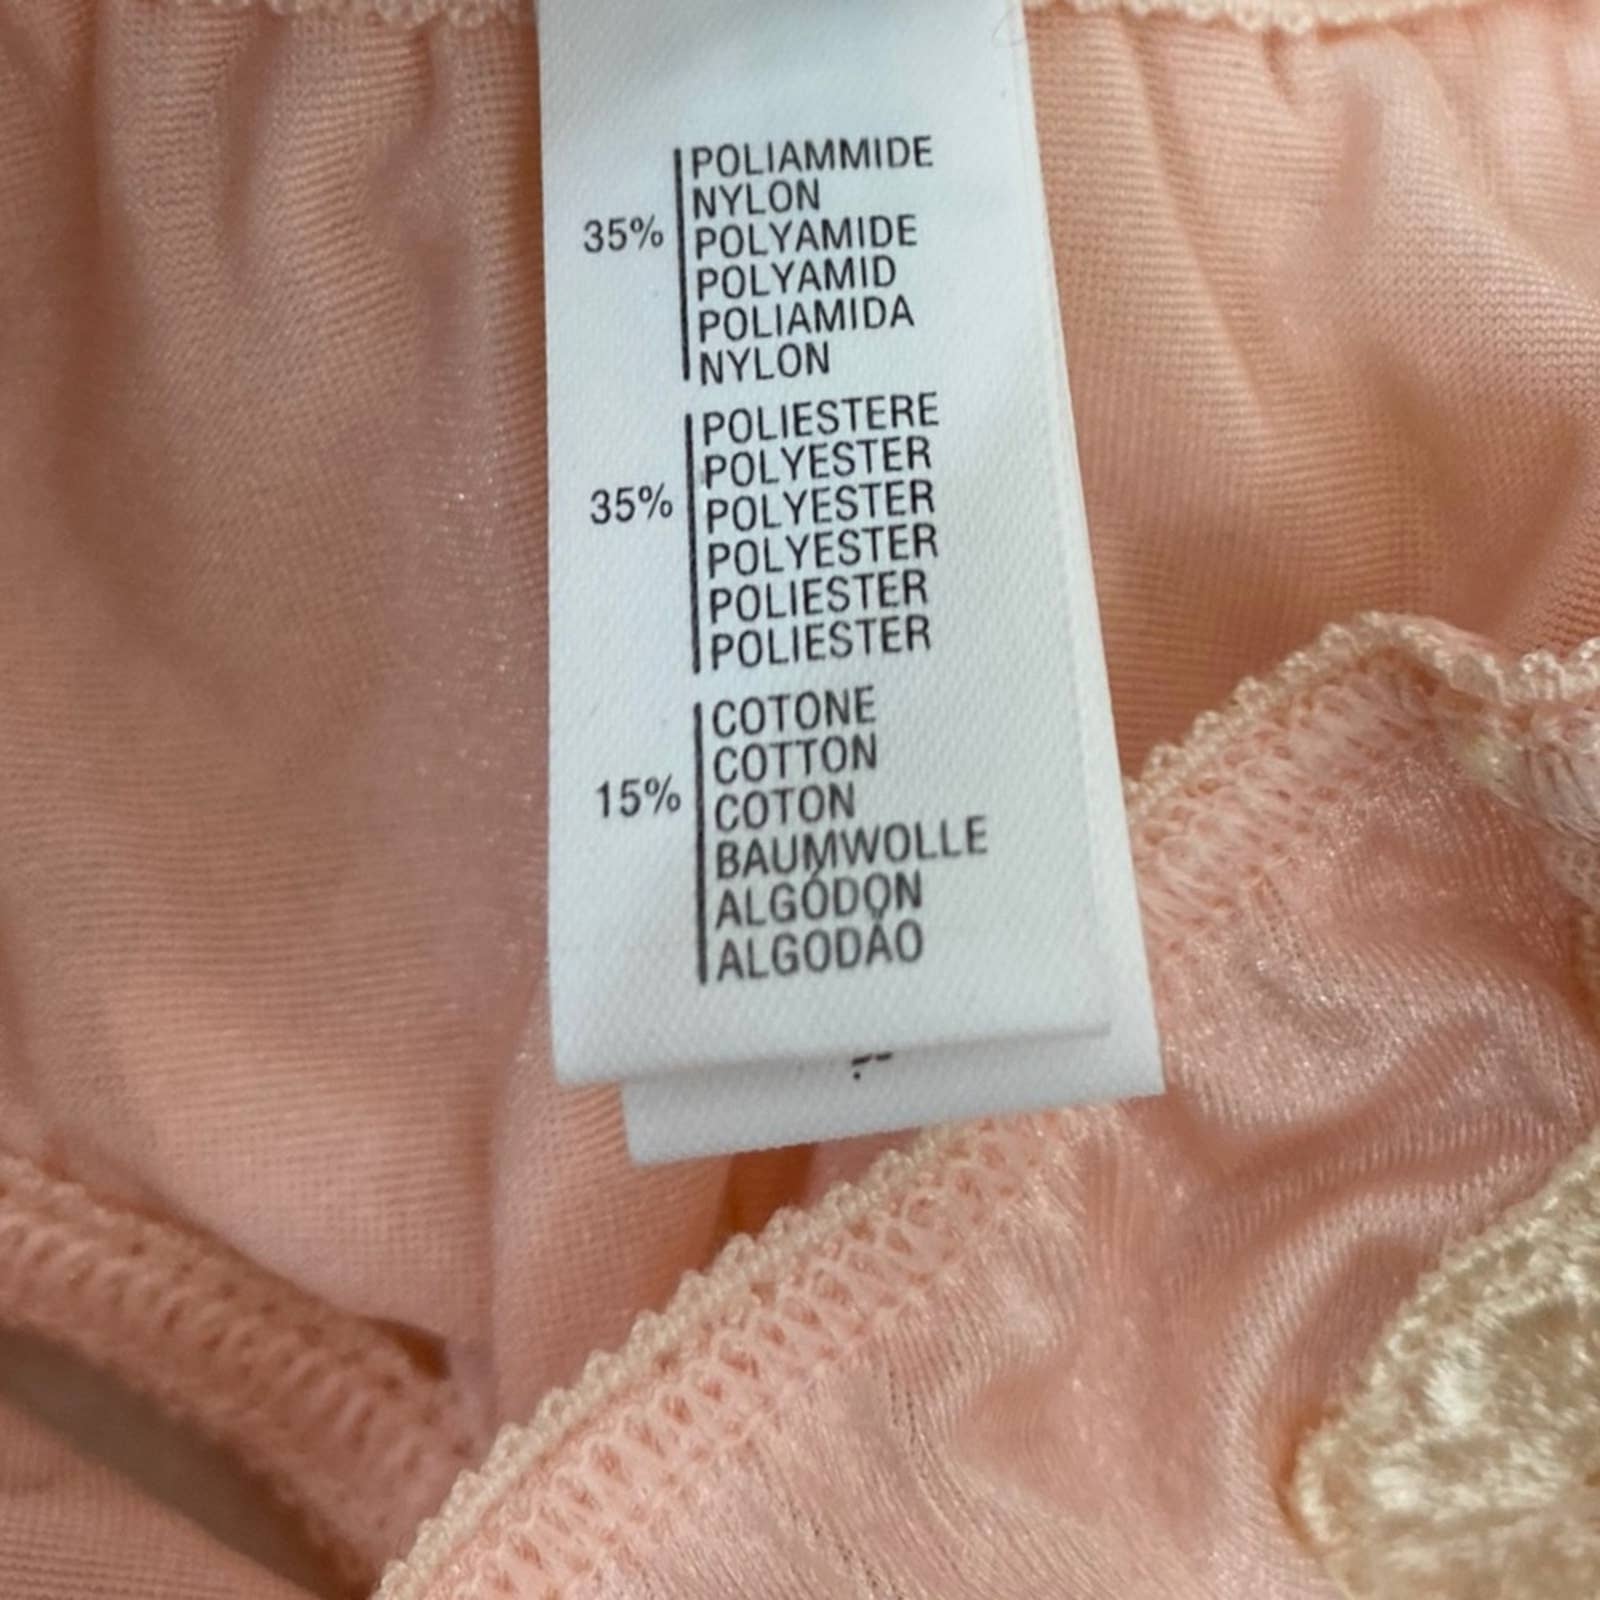 35%
POLIAMMIDE
NYLON
POLYAMIDE
POLYAMID
POLIAMIDA
NYLON
35%
POLIESTERE
POLYESTER
POLYESTER
POLYESTER
POLIESTER
POLIESTER
15%
COTONE
COTTON
COTON
BAUMWOLLE
ALGÓDON
ALGODÃO